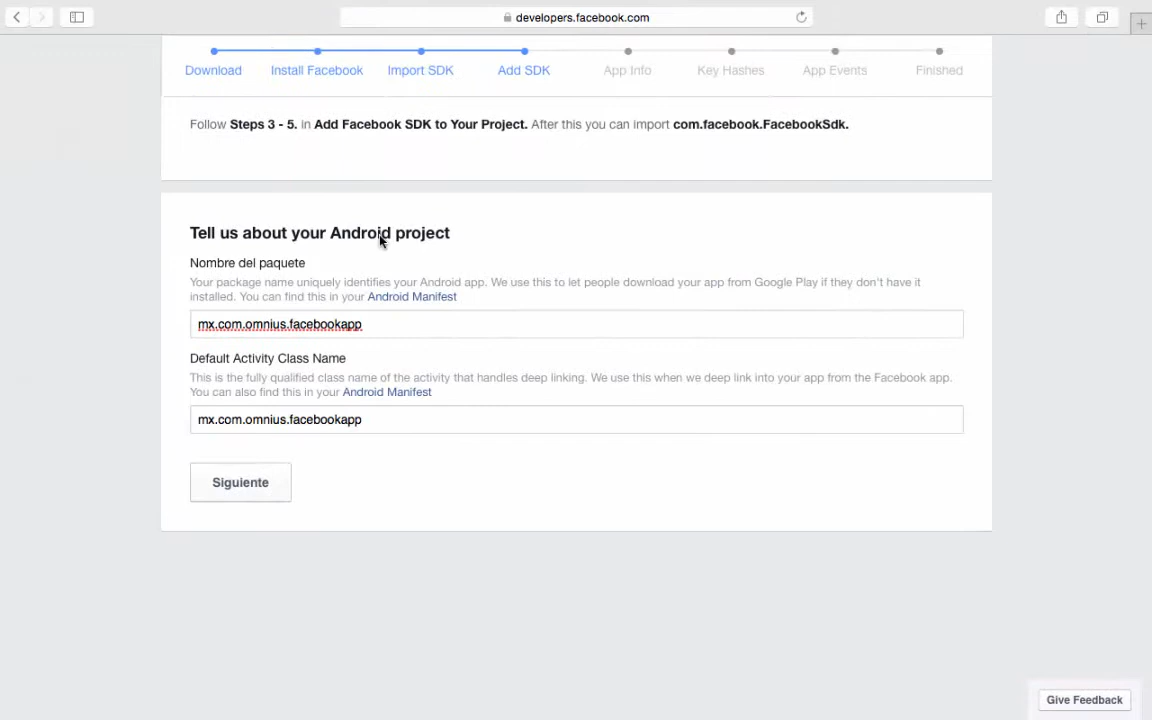 developers.facebook.com
Download Install Facebook Import SDK Add SDK App Info Key Hashes App Events Finished
Follow Steps 3 - 5. in Add Facebook SDK to Your Project. After this you can import com.facebook.FacebookSdk.
Tell us about your Android project
Nombre del paquete
Your package name uniquely identifies your Android app. We use this to let people download your app from Google Play if they don't have it
installed. You can find this in your Android Manifest
mx.com.omnius.facebookapp
Default Activity Class Name
This is the fully qualified class name of the activity that handles deep linking. We use this when we deep link into your app from the Facebook app.
You can also find this in your Android Manifest
mx.com.omnius.facebookapp
Siguiente
Give Feedback